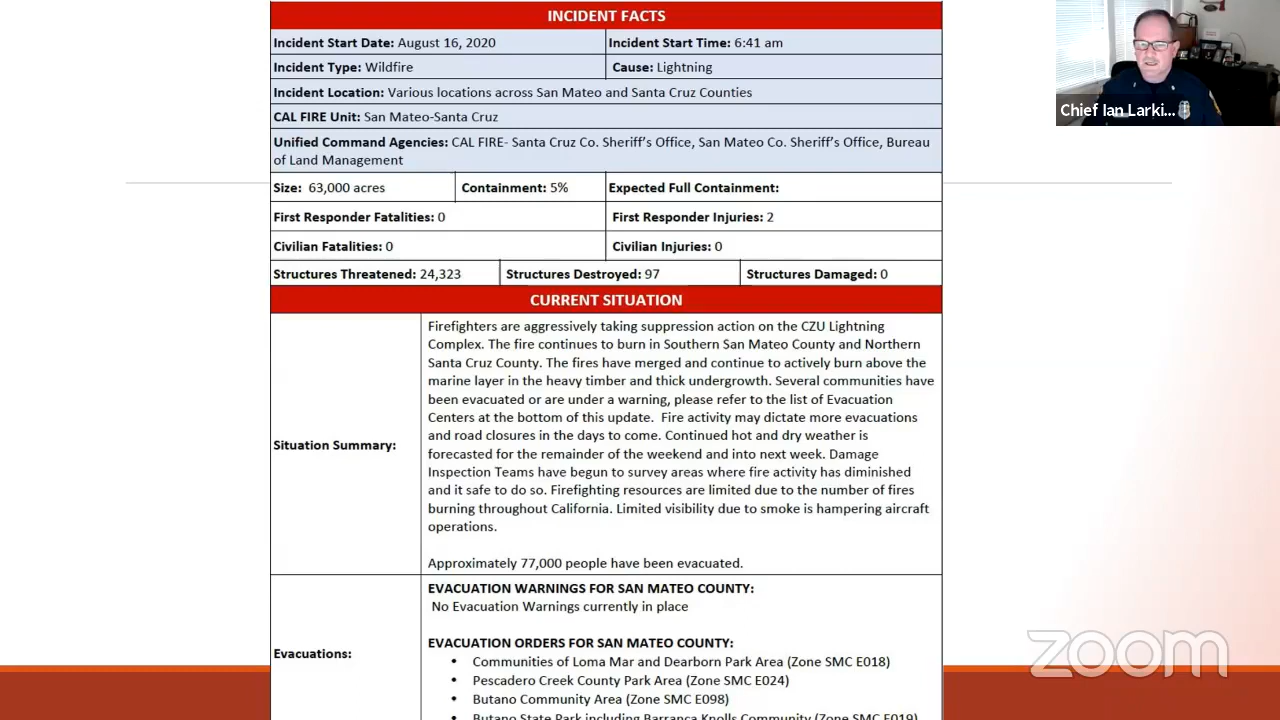 INCIDENT FACTS
Incident Start Date: August 16, 2020
Incident Start Time: 6:41 am
Incident Type: Wildfire
Cause: Lightning
Incident Location: Various locations across San Mateo and Santa Cruz Counties
CAL FIRE Unit: San Mateo-Santa Cruz
Unified Command Agencies: CAL FIRE- Santa Cruz Co. Sheriff's Office, San Mateo Co. Sheriff's Office, Bureau
of Land Management
Size: 63,000 acres
Containment: 5%
Expected Full Containment:
First Responder Fatalities: 0
First Responder Injuries: 2
Civilian Fatalities: 0
Civilian Injuries: 0
Structures Threatened: 24,323
Structures Destroyed: 97
Structures Damaged: 0
CURRENT SITUATION
Situation Summary:
Firefighters are aggressively taking suppression action on the CZU Lightning
Complex. The fire continues to burn in Southern San Mateo County and Northern
Santa Cruz County. The fires have merged and continue to actively burn above the
marine layer in the heavy timber and thick undergrowth. Several communities have
been evacuated or are under a warning, please refer to the list of Evacuation
Centers at the bottom of this update. Fire activity may dictate more evacuations
and road closures in the days to come. Continued hot and dry weather is
forecasted for the remainder of the weekend and into next week. Damage
Inspection Teams have begun to survey areas where fire activity has diminished
and it safe to do so. Firefighting resources are limited due to the number of fires
burning throughout California. Limited visibility due to smoke is hampering aircraft
operations.
Approximately 77,000 people have been evacuated.
Evacuations:
EVACUATION WARNINGS FOR SAN MATEO COUNTY:
No Evacuation Warnings currently in place
EVACUATION ORDERS FOR SAN MATEO COUNTY:
• Communities of Loma Mar and Dearborn Park Area (Zone SMC E018)
• Pescadero Creek County Park Area (Zone SMC E024)
• Butano Community Area (Zone SMC E098)
• Butano State Park including Barranca Knolls Community (Zone SMC E019)
Chief Ian Larki...
zoom